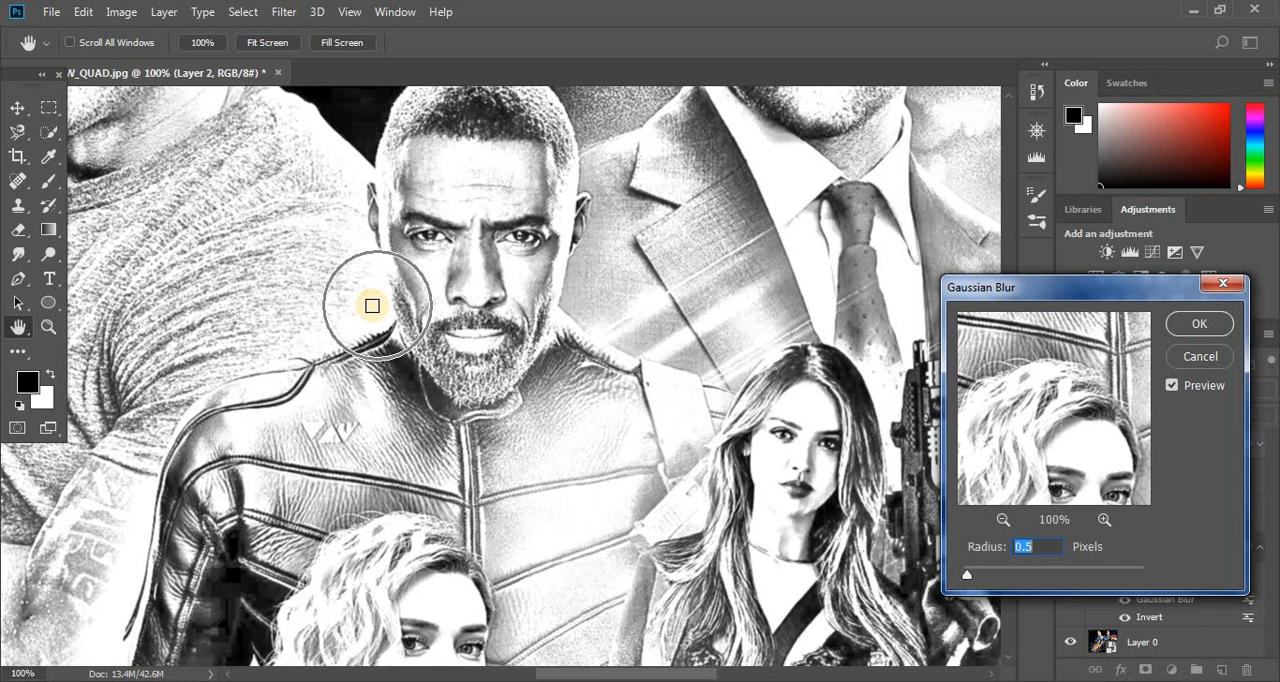 Ps File Edit Image Layer Type Select Filter 3D View Window Help
Scroll All Windows 100% Fit Screen Fill Screen
W_QUAD.jpg @ 100% (Layer 2, RGB/8#) *
Color Swatches
Libraries Adjustments
Add an adjustment
Gaussian Blur
OK
Cancel
Preview
100%
Radius: 0.5 Pixels
Gaussian Blur
Invert
Layer 0
100% Doc: 13.4M/42.6M